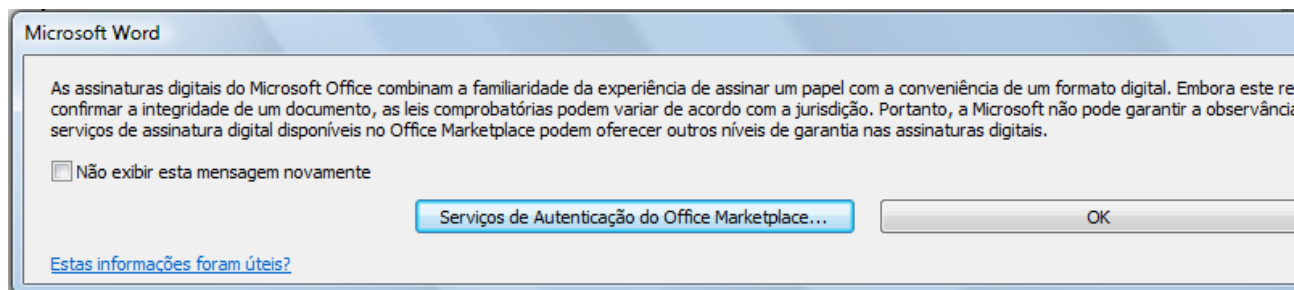 Microsoft Word
As assinaturas digitais do Microsoft Office combinam a familiaridade da experiência de assinar um papel com a conveniência de um formato digital. Embora este re
confirmar a integridade de um documento, as leis comprobatórias podem variar de acordo com a jurisdição. Portanto, a Microsoft não pode garantir a observância
serviços de assinatura digital disponíveis no Office Marketplace podem oferecer outros níveis de garantia nas assinaturas digitais.
Não exibir esta mensagem novamente
Serviços de Autenticação do Office Marketplace... OK
Estas informações foram úteis?